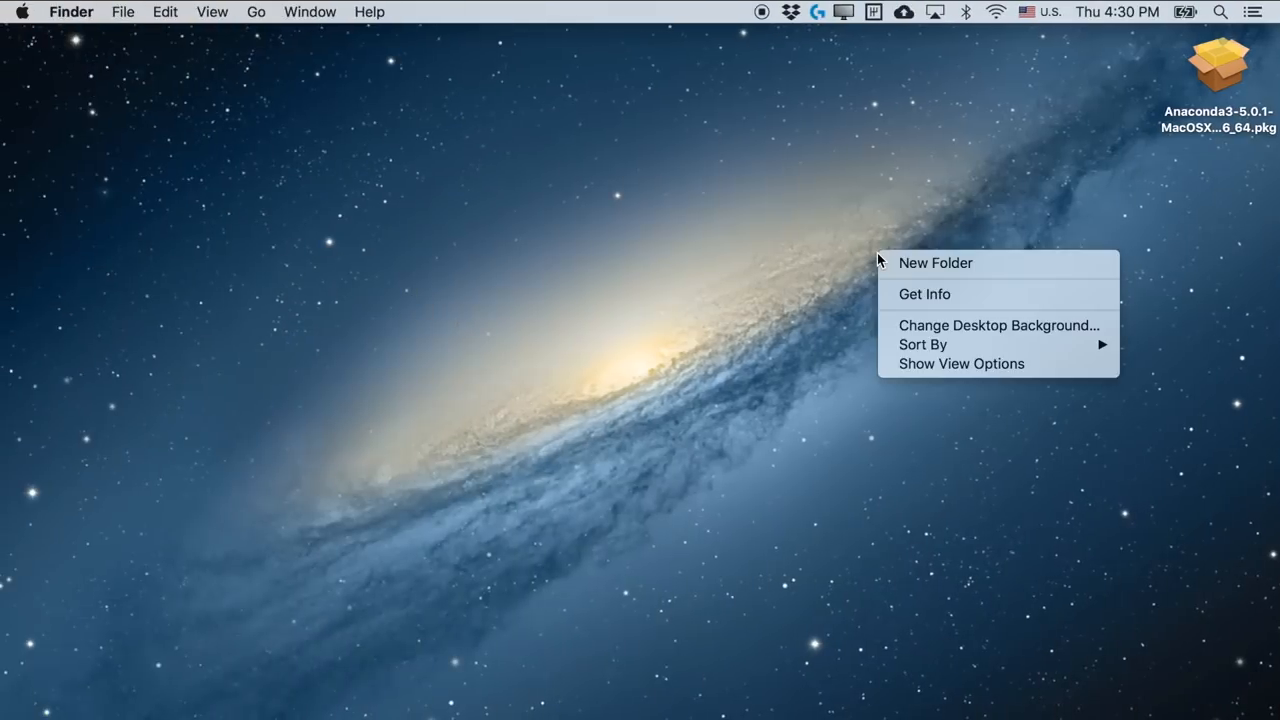 Finder File Edit View Go Window Help U.S. Thu 4:30 PM
Anaconda3-5.0.1-
MacOSX...6_64.pkg
New Folder
Get Info
Change Desktop Background...
Sort By
Show View Options